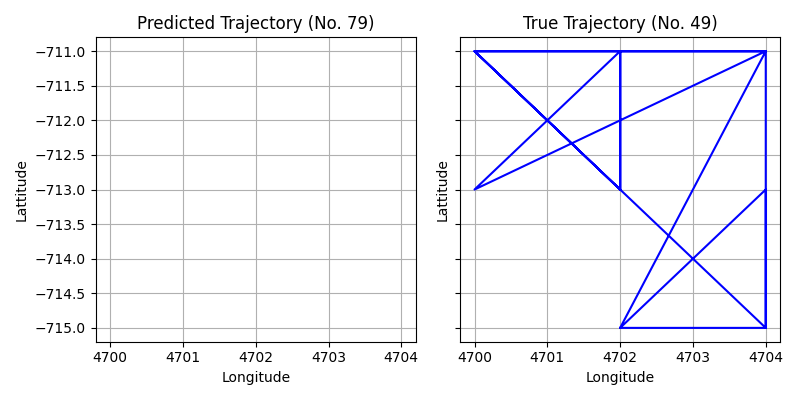 Predicted Trajectory (No. 79)
True Trajectory (No. 49)
−711.0
−711.5
−712.0
−712.5
−713.0
−713.5
−714.0
−714.5
−715.0
Lattitude
Lattitude
4700 4701 4702 4703 4704
4700 4701 4702 4703 4704
Longitude
Longitude